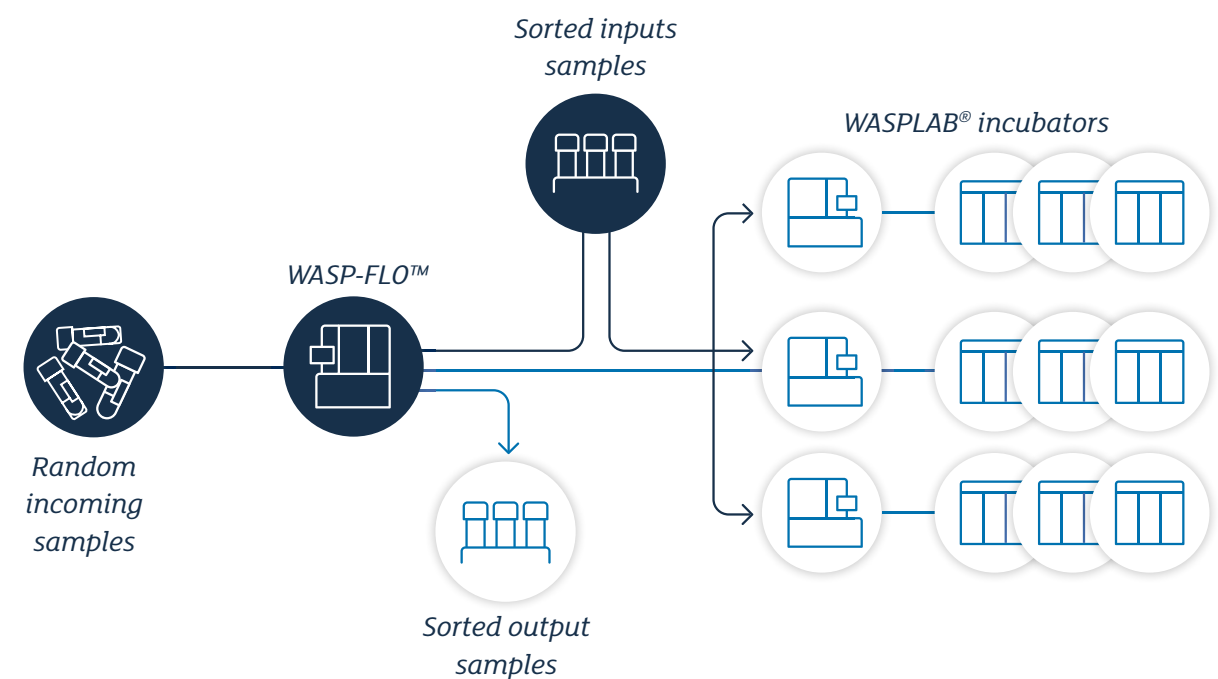 Sorted inputs
samples
WASPLAB® incubators
WASP-FLO™
Random
incoming
samples
Sorted output
samples